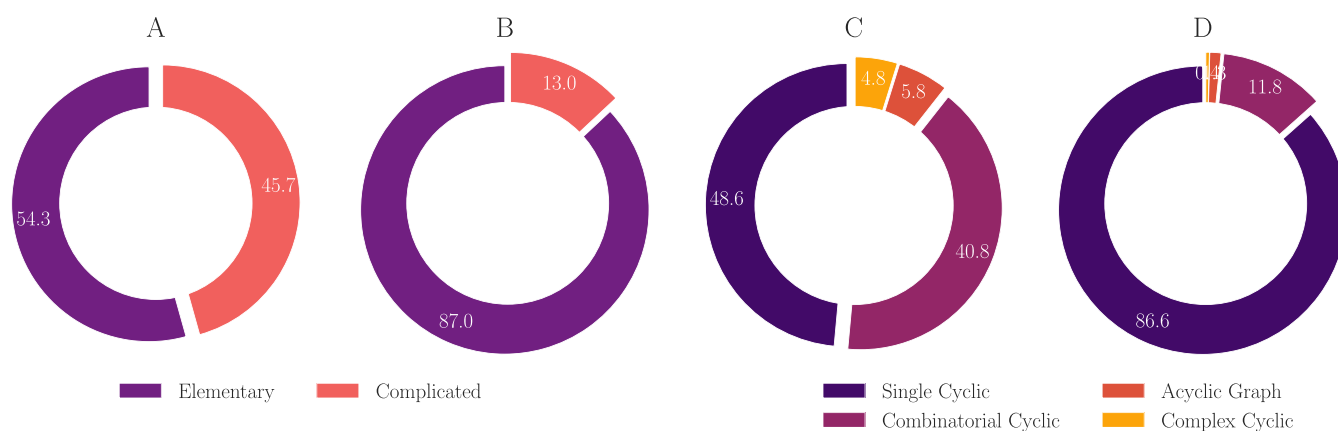 A B C D
4.8 11.8
13.0 5.8
45.7 48.6
54.3
40.8
87.0 86.6
Elementary Complicated Single Cyclic Acyclic Graph
Combinatorial Cyclic Complex Cyclic